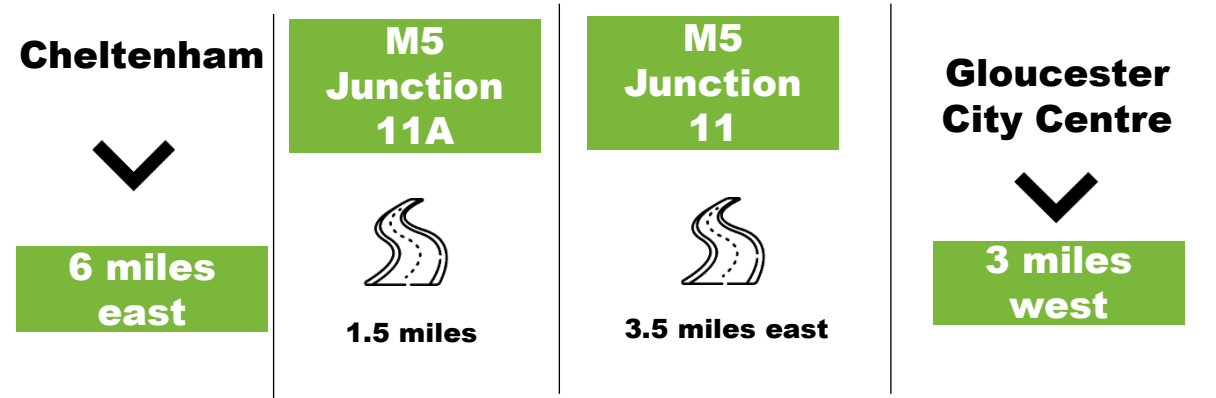 Cheltenham
6 miles
east
M5
Junction
11A
1.5 miles
M5
Junction
11
3.5 miles east
Gloucester
City Centre
3 miles
west